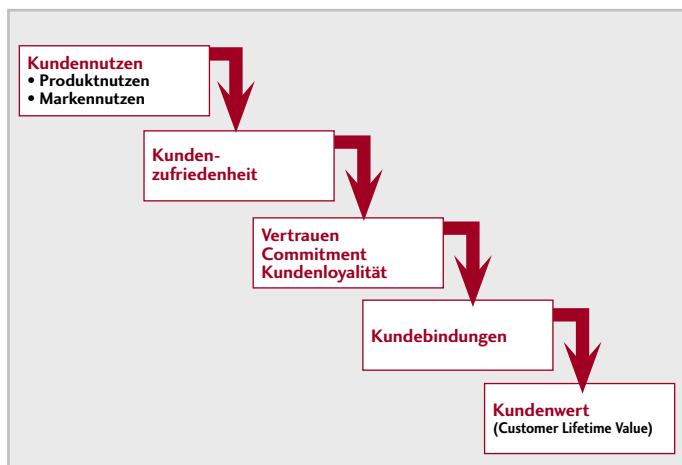 Kundennutzen
• Produktnutzen
• Markennutzen
Kunden-
zufriedenheit
Vertrauen
Commitment
Kundenloyalität
Kundebindungen
Kundenwert
(Customer Lifetime Value)